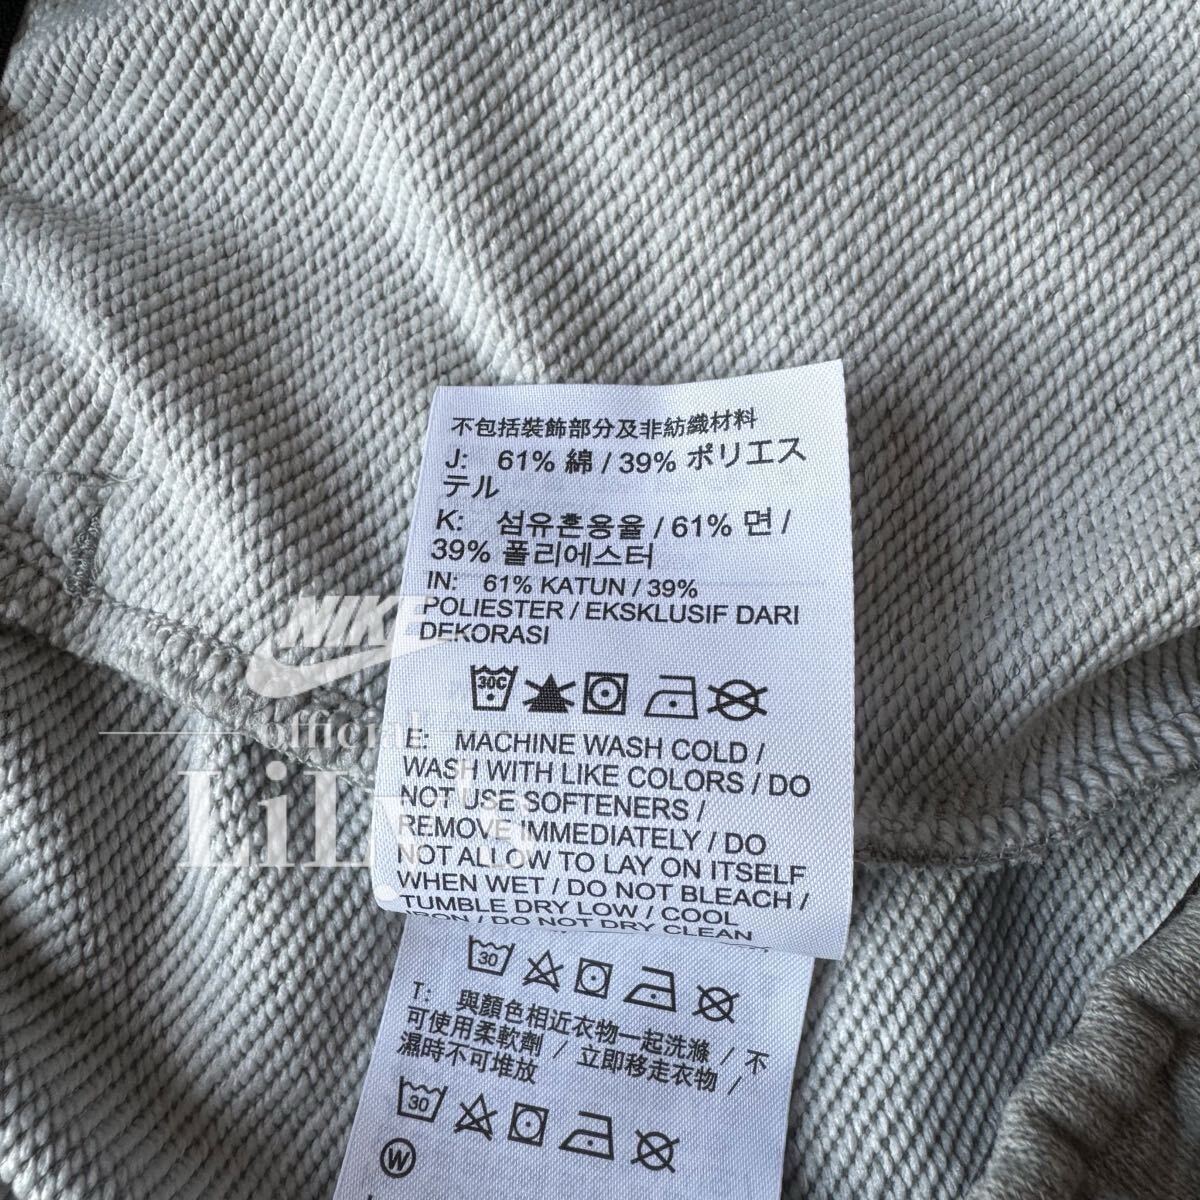 不包括裝飾部分及非紡織材料
J: 61% 綿 / 39% ポリエス
テル
K: 섬유혼용율 / 61% 면 /
39% 폴리에스터
IN: 61% KATUN / 39%
POLIESTER / EKSKLUSIF DARI
DEKORASI
30C
E: MACHINE WASH COLD /
WASH WITH LIKE COLORS / DO
NOT USE SOFTENERS /
REMOVE IMMEDIATELY / DO
NOT ALLOW TO LAY ON ITSELF
WHEN WET / DO NOT BLEACH /
TUMBLE DRY LOW / COOL
IRON / DO NOT DRY CLEAN
30
T: 與顏色相近衣物一起洗滌 / 不
可使用柔軟劑 / 立即移走衣物 /
濕時不可堆放
30
W
NIKE
official